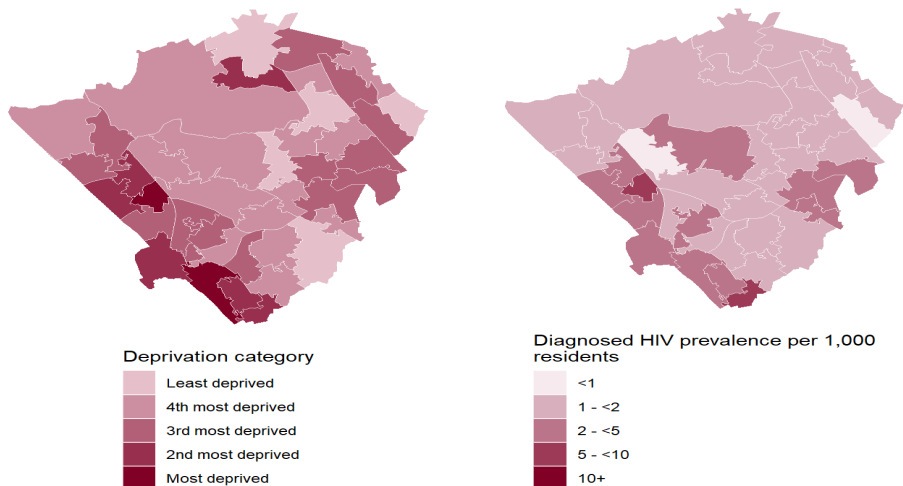 Deprivation category
Least deprived
4th most deprived
3rd most deprived
2nd most deprived
Most deprived
Diagnosed HIV prevalence per 1,000
residents
<1
1 - <2
2 - <5
5 - <10
10+